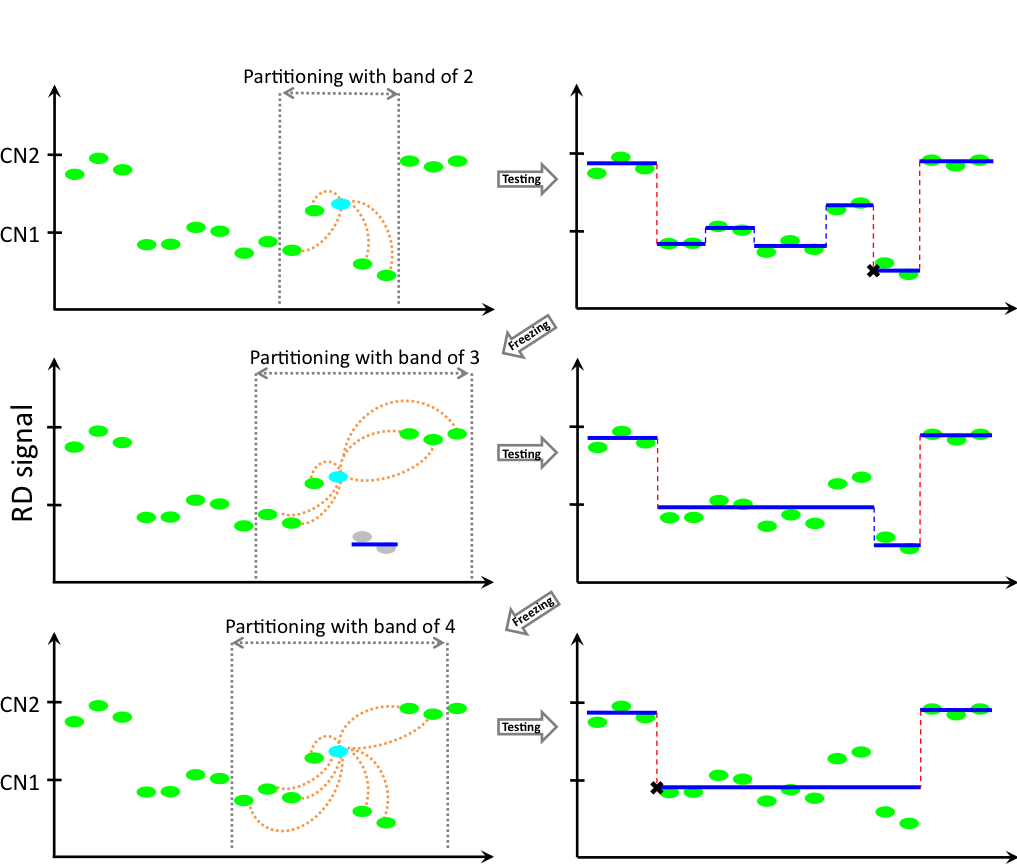 Partitioning with band of 2
CN2
CN1
Testing
Freezing
Partitioning with band of 3
RD signal
Testing
Freezing
Partitioning with band of 4
CN2
CN1
Testing